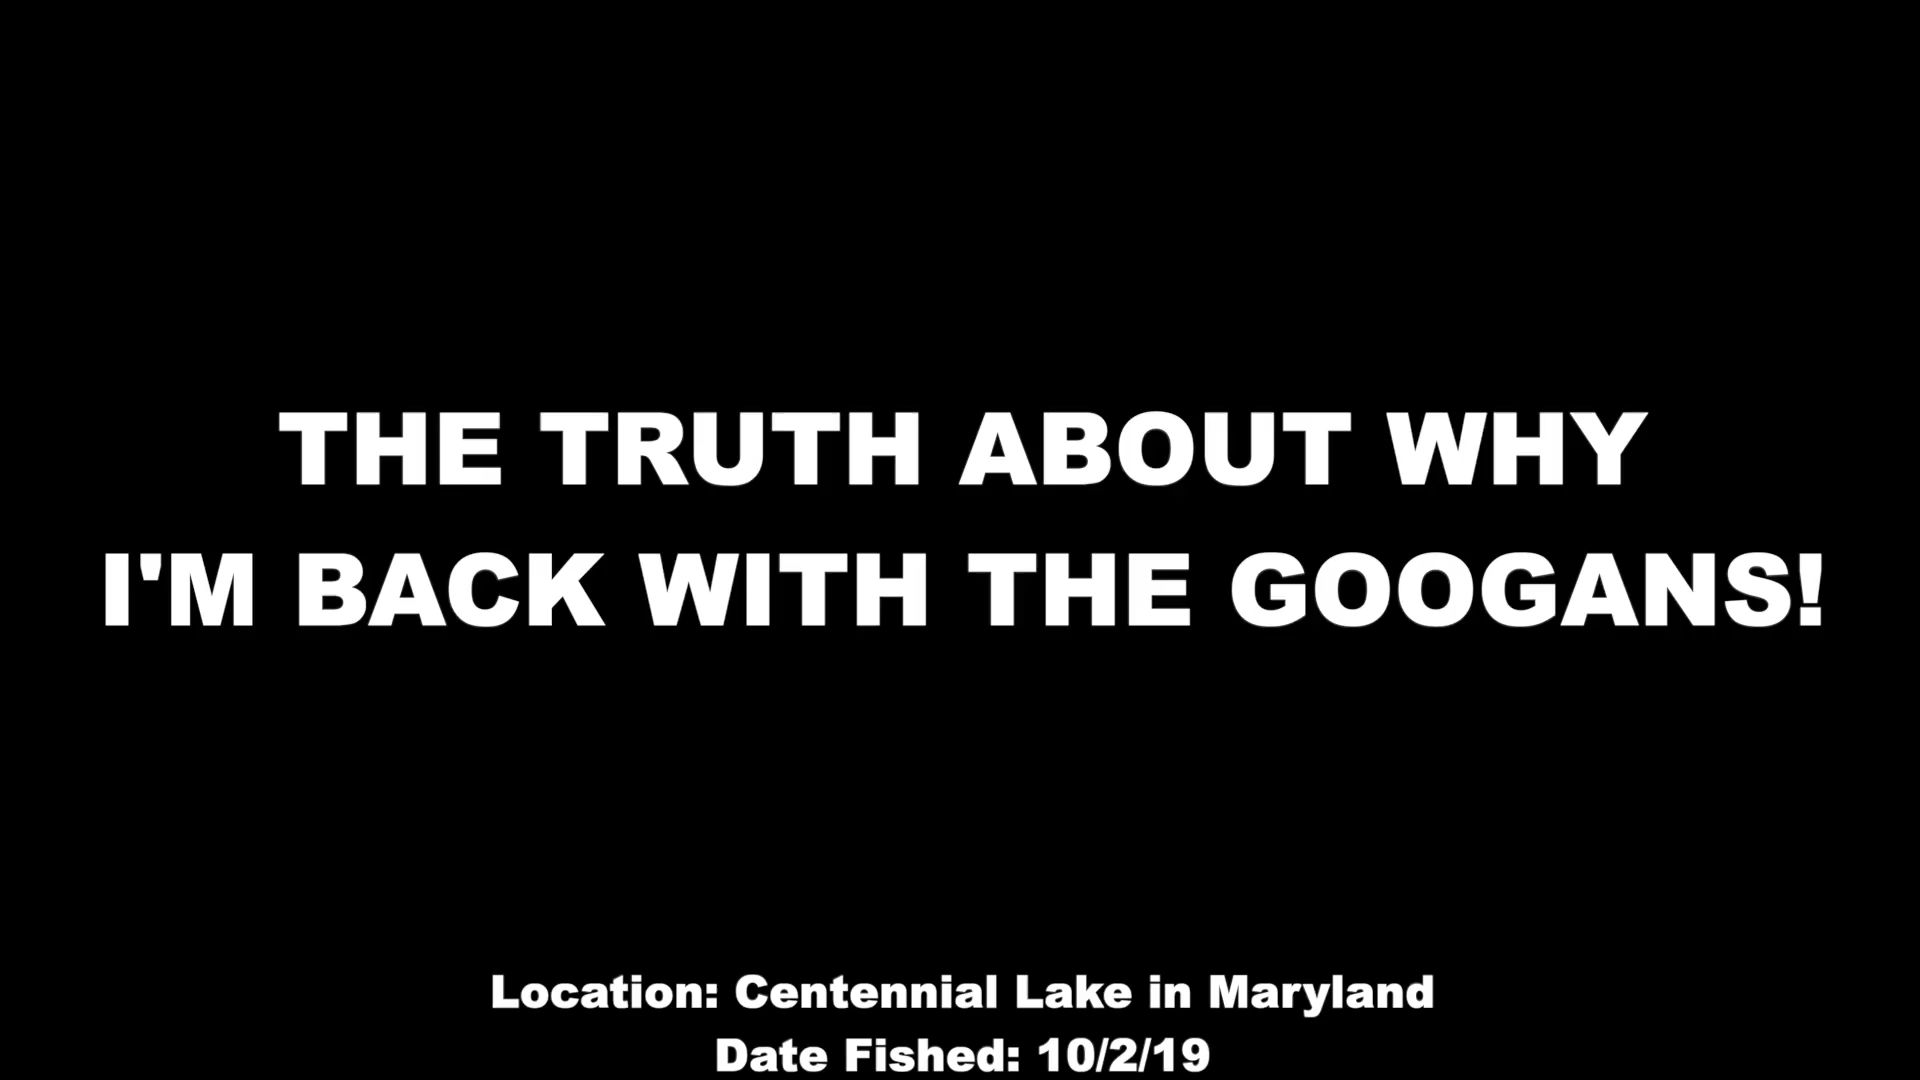 THE TRUTH ABOUT WHY
I'M BACK WITH THE GOOGANS!
Location: Centennial Lake in Maryland
Date Fished: 10/2/19